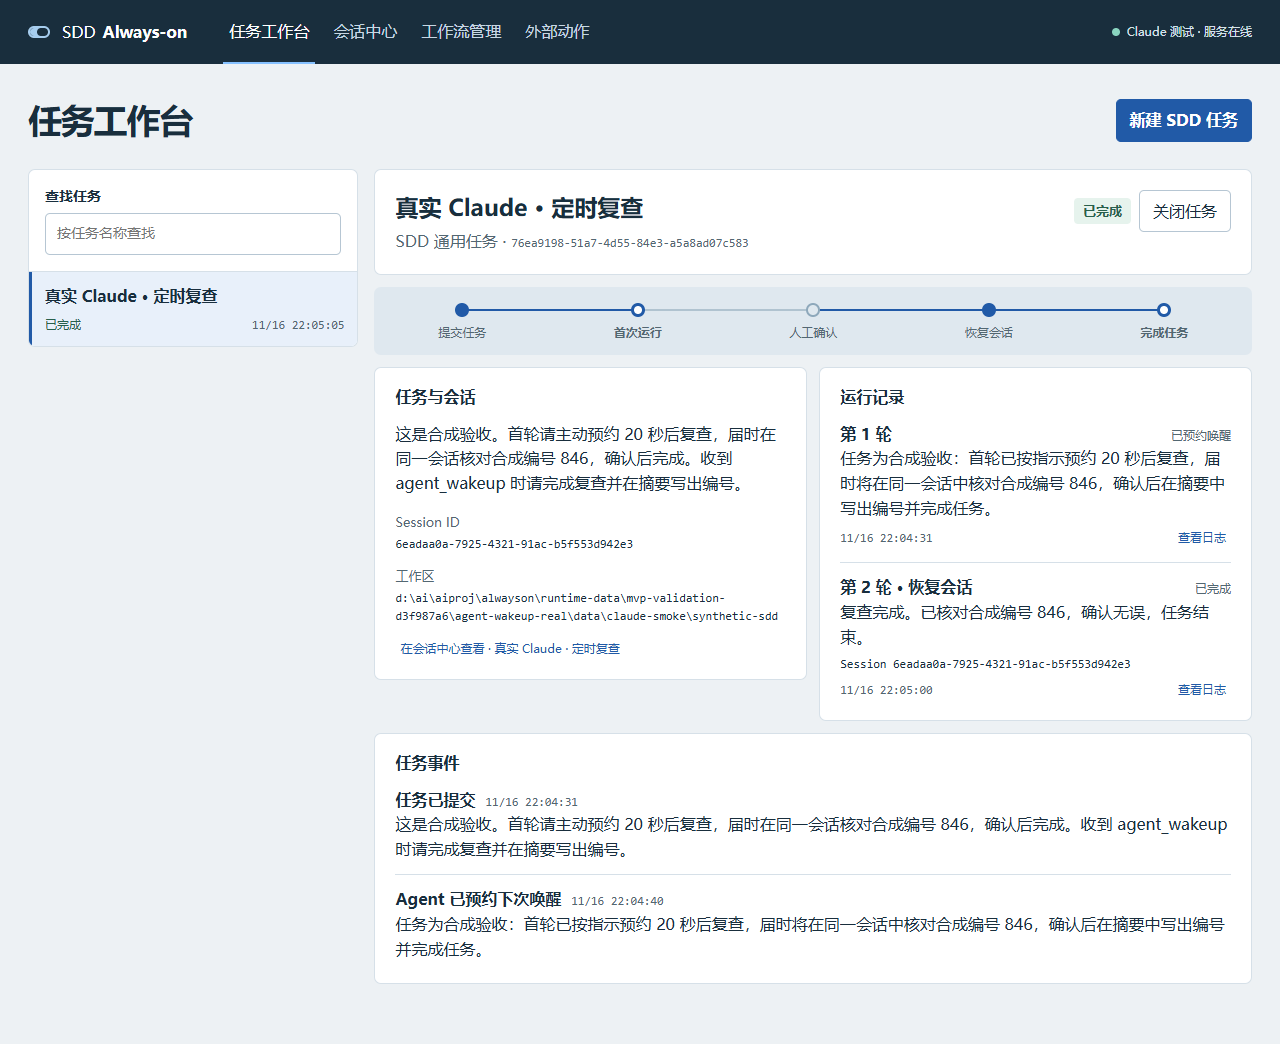 SDD Always-on
任务工作台
会话中心
工作流管理
外部动作
Claude 测试 · 服务在线
任务工作台
新建 SDD 任务
查找任务
按任务名称查找
真实 Claude • 定时复查
已完成
11/16 22:05:05
真实 Claude • 定时复查
SDD 通用任务 · 76ea9198-51a7-4d55-84e3-a5a8ad07c583
已完成
关闭任务
提交任务
首次运行
人工确认
恢复会话
完成任务
任务与会话
这是合成验收。首轮请主动预约 20 秒后复查，届时在
同一会话核对合成编号 846，确认后完成。收到
agent_wakeup 时请完成复查并在摘要写出编号。
Session ID
6eadaa0a-7925-4321-91ac-b5f553d942e3
工作区
d:\ai\aiproj\alwayson\runtime-data\mvp-validation-
d3f987a6\agent-wakeup-real\data\claude-smoke\synthetic-sdd
在会话中心查看 · 真实 Claude · 定时复查
运行记录
第 1 轮
已预约唤醒
任务为合成验收：首轮已按指示预约 20 秒后复查，届
时将在同一会话中核对合成编号 846，确认后在摘要中
写出编号并完成任务。
11/16 22:04:31
查看日志
第 2 轮 • 恢复会话
已完成
复查完成。已核对合成编号 846，确认无误，任务结
束。
Session 6eadaa0a-7925-4321-91ac-b5f553d942e3
11/16 22:05:00
查看日志
任务事件
任务已提交 11/16 22:04:31
这是合成验收。首轮请主动预约 20 秒后复查，届时在同一会话核对合成编号 846，确认后完成。收到 agent_wakeup
时请完成复查并在摘要写出编号。
Agent 已预约下次唤醒 11/16 22:04:40
任务为合成验收：首轮已按指示预约 20 秒后复查，届时将在同一会话中核对合成编号 846，确认后在摘要中写出编号
并完成任务。